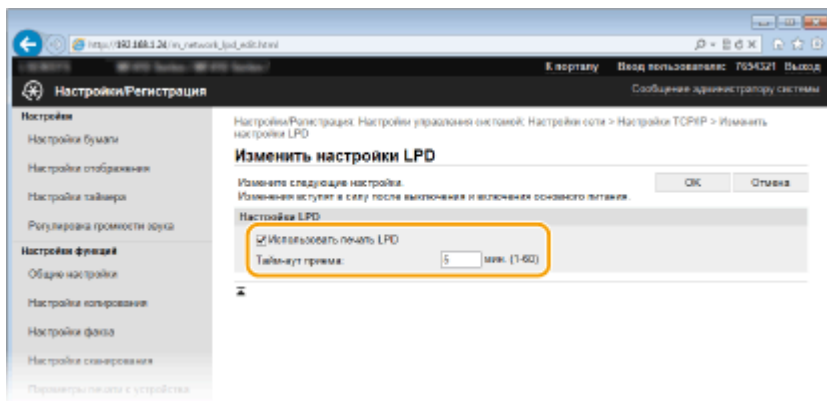 http://192.168.1.24/m_network_lpd_edit.html
К порталу Вход пользователя: 7654321 Выход
Настройки/Регистрация
Сообщение администратору системы
Настройки
Настройки бумаги
Настройки отображения
Настройки таймера
Регулировка громкости звука
Настройки функций
Общие настройки
Настройки копирования
Настройки факса
Настройки сканирования
Параметры печати с устройства
Настройки/Регистрация: Настройки управления системой: Настройки сети > Настройки TCP/IP > Изменить
настройки LPD
Изменить настройки LPD
Измените следующие настройки.
Изменения вступят в силу после выключения и включения основного питания.
OK Отмена
Настройки LPD
Использовать печать LPD
Тайм-аут приема: 5 мин. (1-60)